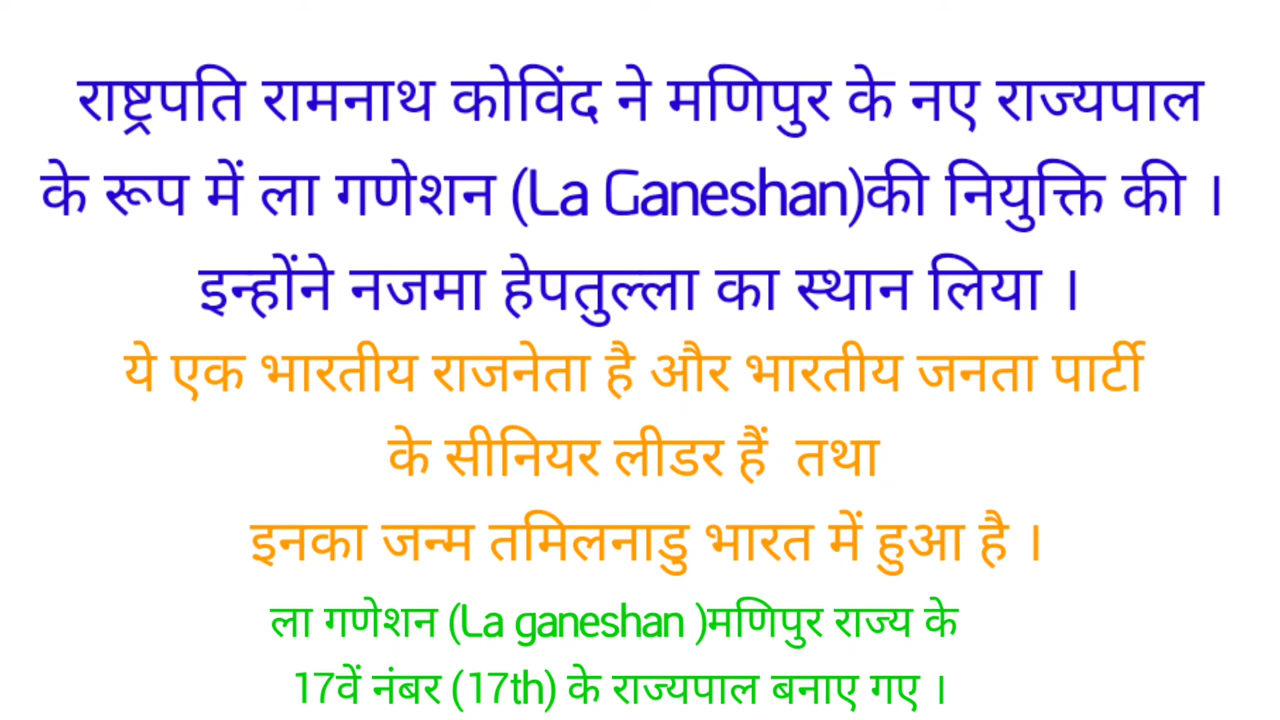 राष्ट्रपति रामनाथ कोविंद ने मणिपुर के नए राज्यपाल
के रूप में ला गणेशन (La Ganeshan)की नियुक्ति की ।
इन्होंने नजमा हेपतुल्ला का स्थान लिया ।
ये एक भारतीय राजनेता है और भारतीय जनता पार्टी
के सीनियर लीडर हैं तथा
इनका जन्म तमिलनाडु भारत में हुआ है ।
ला गणेशन (La ganeshan )मणिपुर राज्य के
17वें नंबर (17th) के राज्यपाल बनाए गए ।